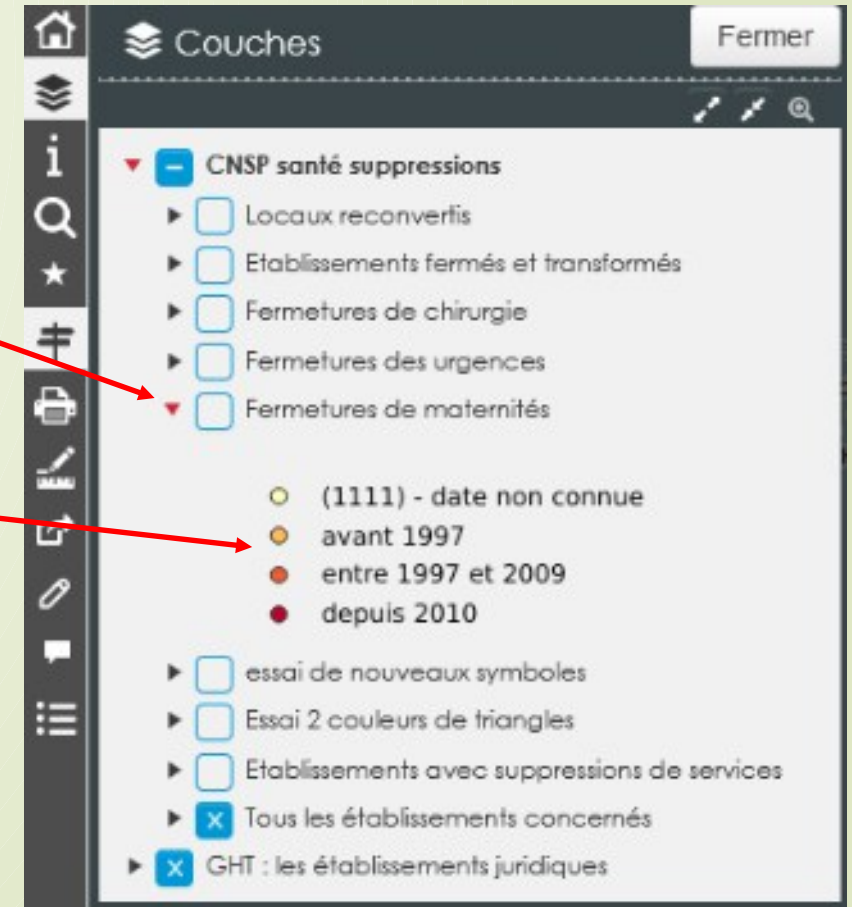 Couches
Fermer
CNSP santé suppressions
Locaux reconvertis
Etablissements fermés et transformés
Fermetures de chirurgie
Fermetures des urgences
Fermetures de maternités
(1111) - date non connue
avant 1997
entre 1997 et 2009
depuis 2010
essai de nouveaux symboles
Essai 2 couleurs de triangles
Etablissements avec suppressions de services
Tous les établissements concernés
GHT : les établissements juridiques